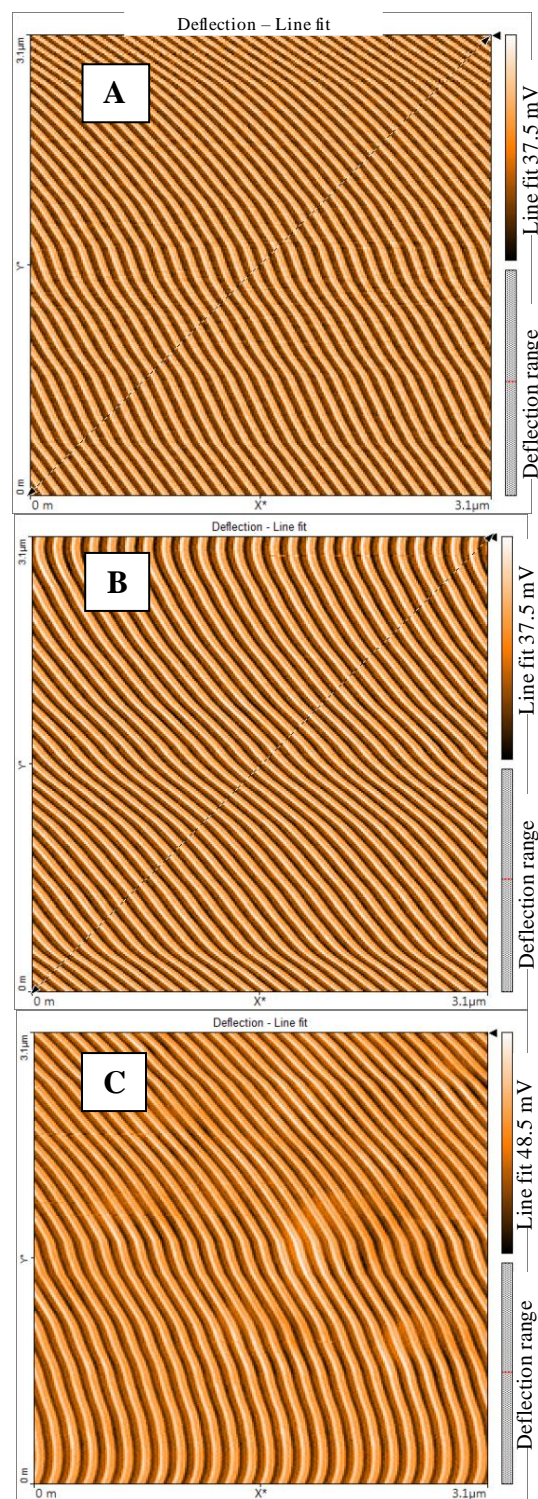 Deflection – Line fit
3.1µm
A
Line fit 37.5 mV
Y*
Deflection range
0 m
0 m X* 3.1µm
Deflection - Line fit
3.1µm
B
Line fit 37.5 mV
Y*
Deflection range
0 m
0 m X* 3.1µm
Deflection - Line fit
3.1µm
C
Line fit 48.5 mV
Y*
Deflection range
0 m
0 m X* 3.1µm